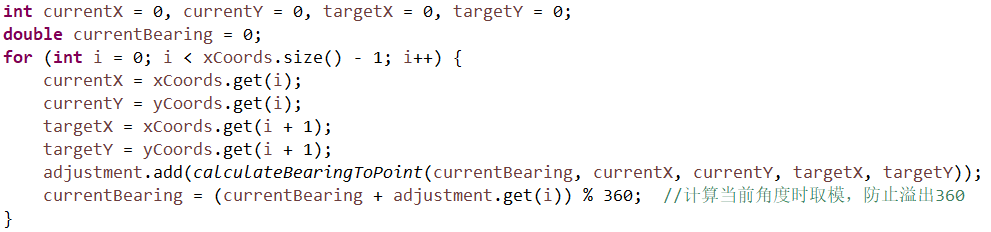 int currentX = 0, currentY = 0, targetX = 0, targetY = 0;
double currentBearing = 0;
for (int i = 0; i < xCoords.size() - 1; i++) {
    currentX = xCoords.get(i);
    currentY = yCoords.get(i);
    targetX = xCoords.get(i + 1);
    targetY = yCoords.get(i + 1);
    adjustment.add(calculateBearingToPoint(currentBearing, currentX, currentY, targetX, targetY));
    currentBearing = (currentBearing + adjustment.get(i)) % 360;  //计算当前角度时取模，防止溢出360
}